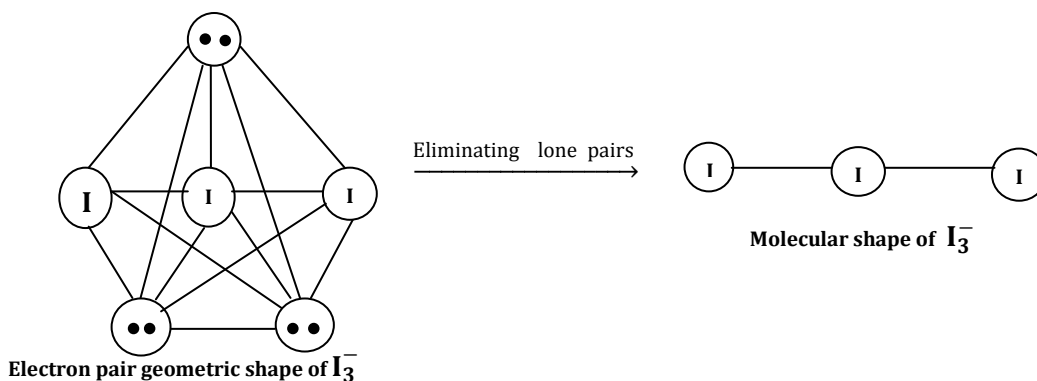 Eliminating lone pairs
I I I
I I I
Molecular shape of I₃⁻
Electron pair geometric shape of I₃⁻